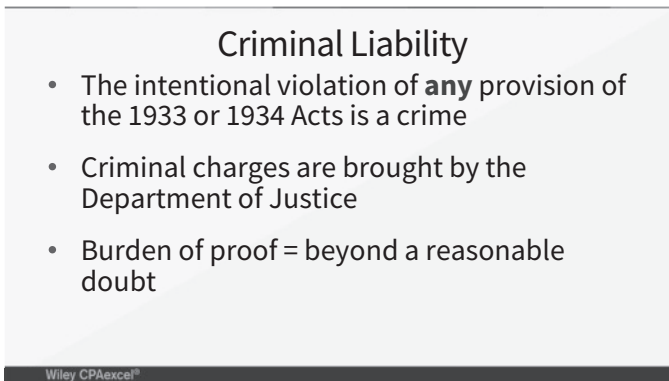 Criminal Liability
• The intentional violation of any provision of
the 1933 or 1934 Acts is a crime
• Criminal charges are brought by the
Department of Justice
• Burden of proof = beyond a reasonable
doubt
Wiley CPAexcel®